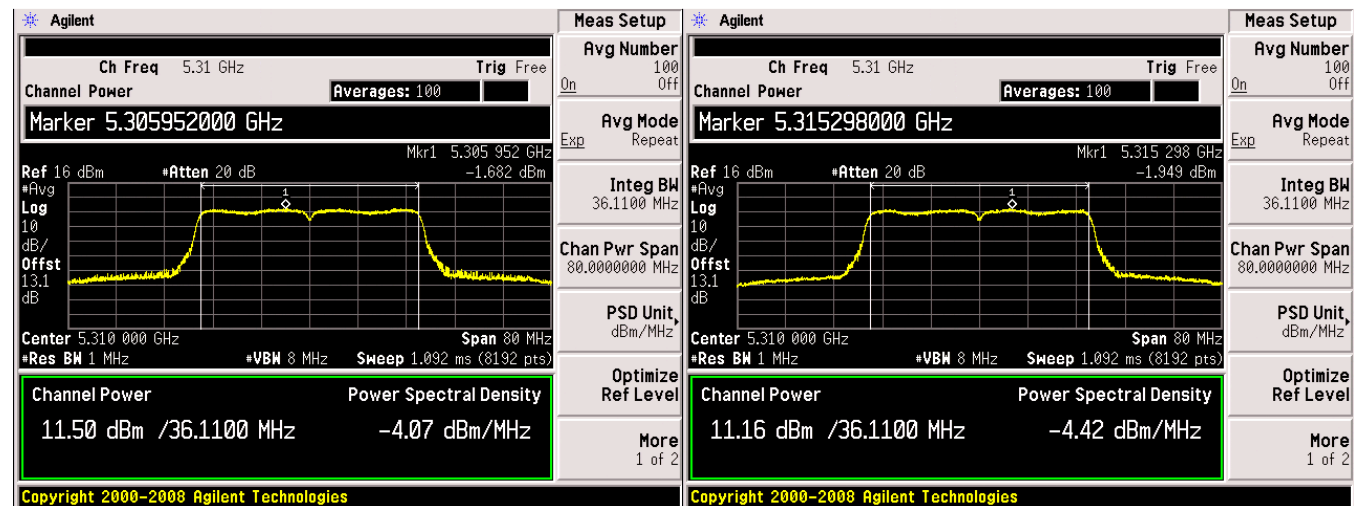 Agilent
Meas Setup
Ch Freq 5.31 GHz Trig Free
Channel Power Averages: 100
Marker 5.305952000 GHz
Mkr1 5.305 952 GHz
Ref 16 dBm #Atten 20 dB -1.682 dBm
#Avg
Log
10
dB/
Offst
13.1
dB
1
Center 5.310 000 GHz Span 80 MHz
#Res BW 1 MHz #VBW 8 MHz Sweep 1.092 ms (8192 pts)
Channel Power Power Spectral Density
11.50 dBm /36.1100 MHz -4.07 dBm/MHz
Copyright 2000-2008 Agilent Technologies
Avg Number
100
On Off
Avg Mode
Exp Repeat
Integ BW
36.1100 MHz
Chan Pwr Span
80.0000000 MHz
PSD Unit
dBm/MHz
Optimize
Ref Level
More
1 of 2
Agilent
Meas Setup
Ch Freq 5.31 GHz Trig Free
Channel Power Averages: 100
Marker 5.315298000 GHz
Mkr1 5.315 298 GHz
Ref 16 dBm #Atten 20 dB -1.949 dBm
#Avg
Log
10
dB/
Offst
13.1
dB
1
Center 5.310 000 GHz Span 80 MHz
#Res BW 1 MHz #VBW 8 MHz Sweep 1.092 ms (8192 pts)
Channel Power Power Spectral Density
11.16 dBm /36.1100 MHz -4.42 dBm/MHz
Copyright 2000-2008 Agilent Technologies
Avg Number
100
On Off
Avg Mode
Exp Repeat
Integ BW
36.1100 MHz
Chan Pwr Span
80.0000000 MHz
PSD Unit
dBm/MHz
Optimize
Ref Level
More
1 of 2